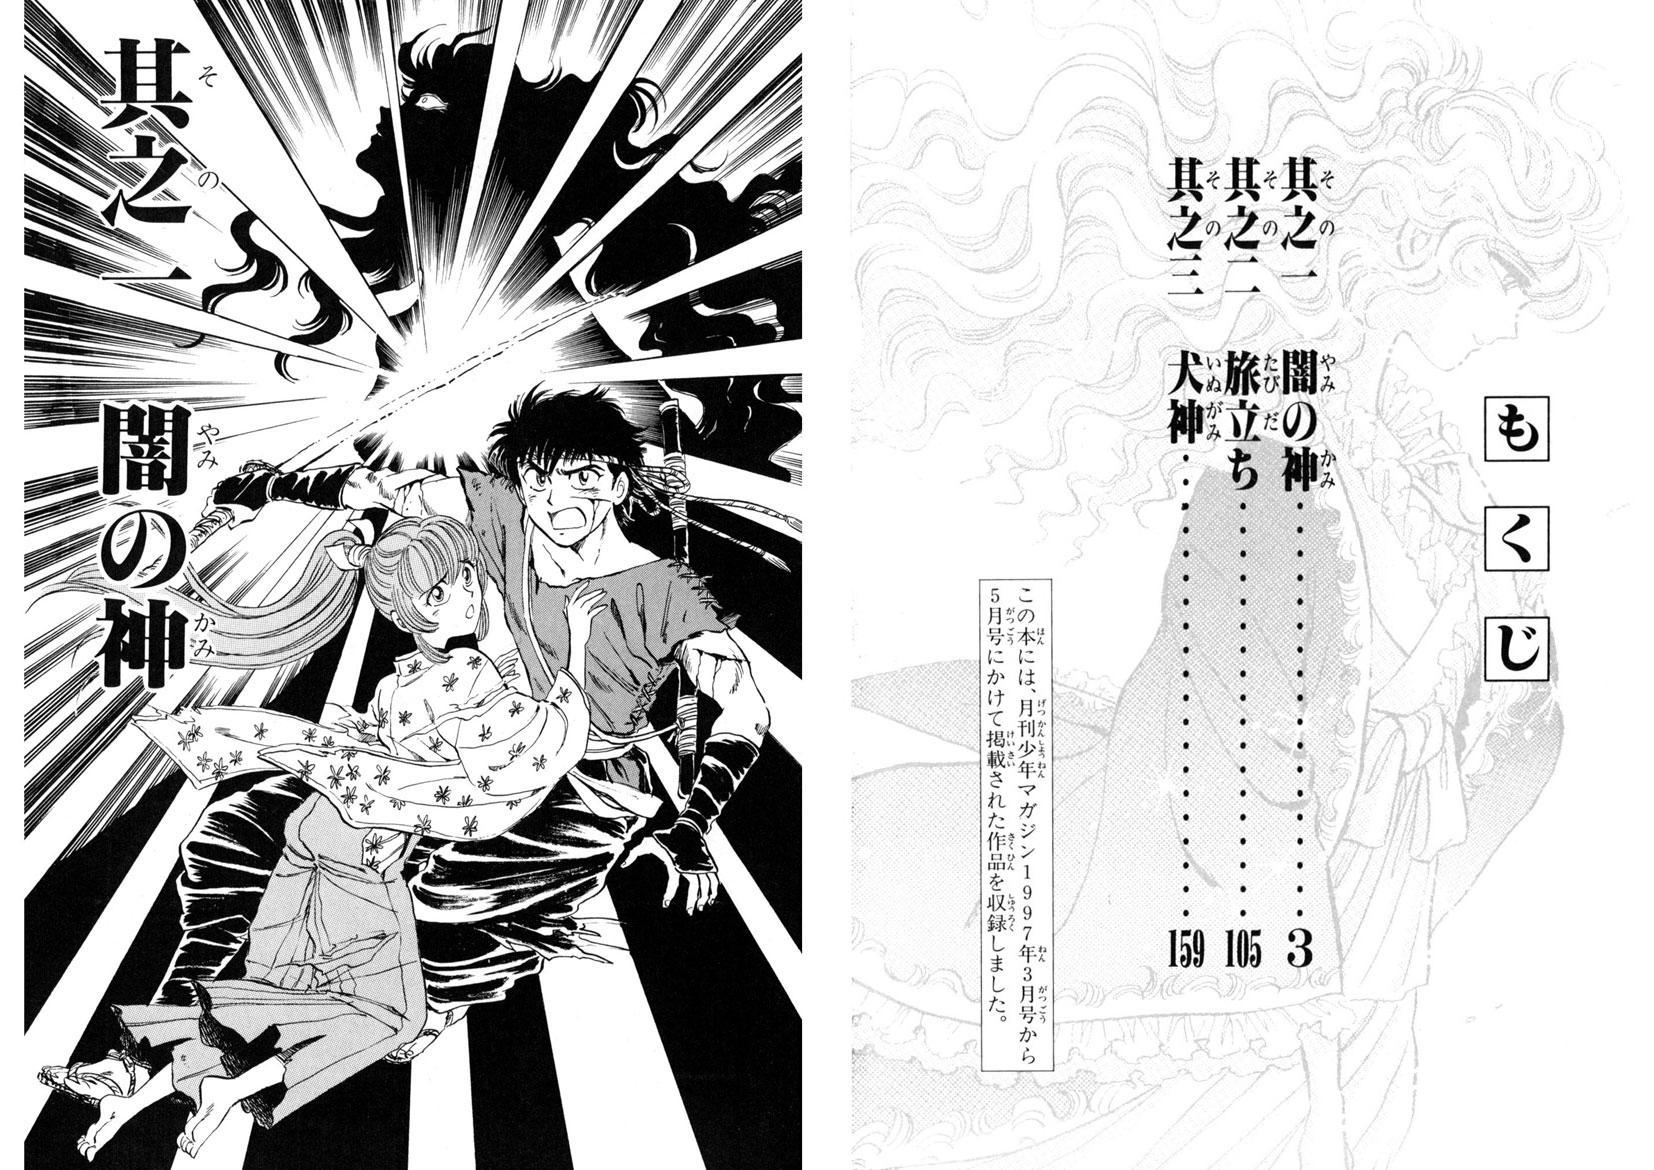 もくじ
其之一 闇の神・・・・・・・・・・・・・・・・・・3
其之二 旅立ち・・・・・・・・・・・・・・・・・・105
其之三 犬神・・・・・・・・・・・・・・・・・・・・159
この本には、月刊少年マガジン1997年3月号から
5月号にかけて掲載された作品を収録しました。
其之一 闇の神